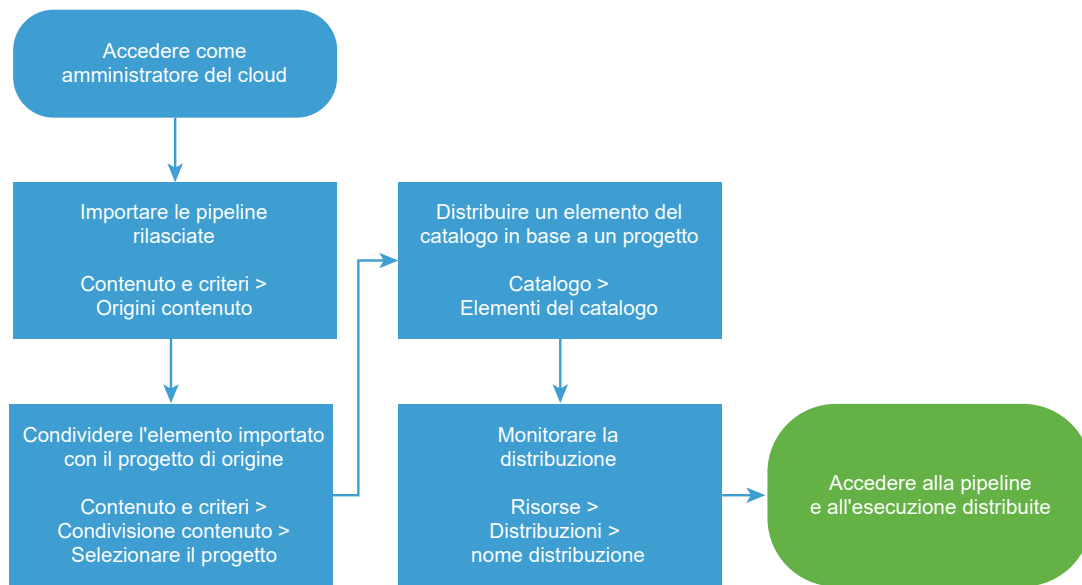 Accedere come
amministratore del cloud
Importare le pipeline
rilasciate
Contenuto e criteri >
Origini contenuto
Condividere l'elemento importato
con il progetto di origine
Contenuto e criteri >
Condivisione contenuto >
Selezionare il progetto
Distribuire un elemento del
catalogo in base a un progetto
Catalogo >
Elementi del catalogo
Monitorare la
distribuzione
Risorse >
Distribuzioni >
nome distribuzione
Accedere alla pipeline
e all'esecuzione distribuite